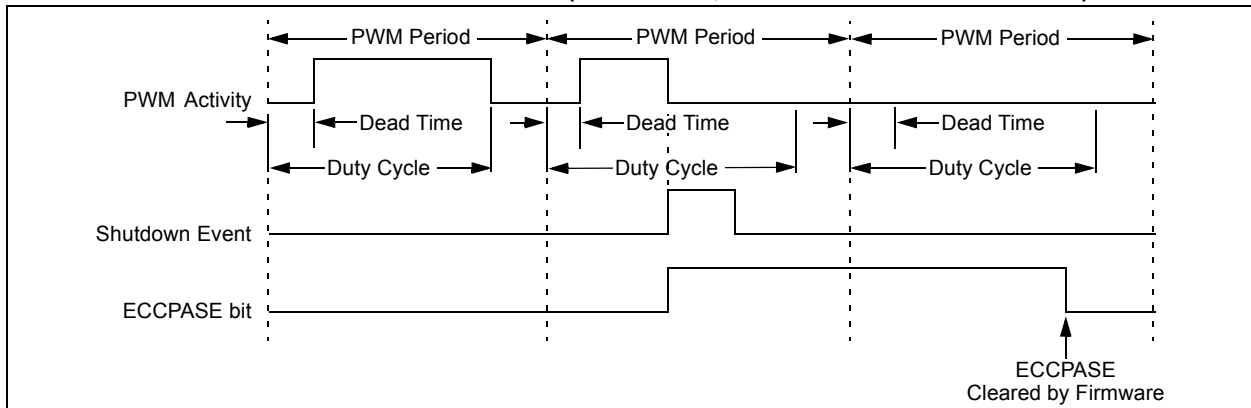 PWM Period PWM Period PWM Period
PWM Activity
Dead Time Dead Time Dead Time
Duty Cycle Duty Cycle Duty Cycle
Shutdown Event
ECCPASE bit
ECCPASE
Cleared by Firmware